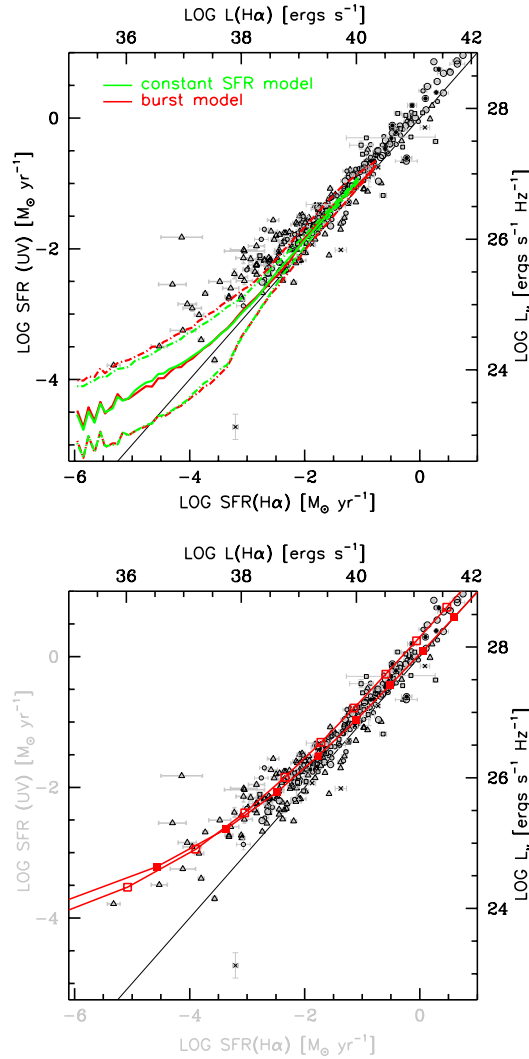 LOG L(Hα) [ergs s⁻¹]
36 38 40 42
constant SFR model
burst model
0
-2
-4
LOG SFR (UV) [M⊙ yr⁻¹]
28
26
24
LOG Lν [ergs s⁻¹ Hz⁻¹]
-6 -4 -2 0
LOG SFR(Hα) [M⊙ yr⁻¹]
LOG L(Hα) [ergs s⁻¹]
36 38 40 42
0
-2
-4
LOG SFR (UV) [M⊙ yr⁻¹]
28
26
24
LOG Lν [ergs s⁻¹ Hz⁻¹]
-6 -4 -2 0
LOG SFR(Hα) [M⊙ yr⁻¹]